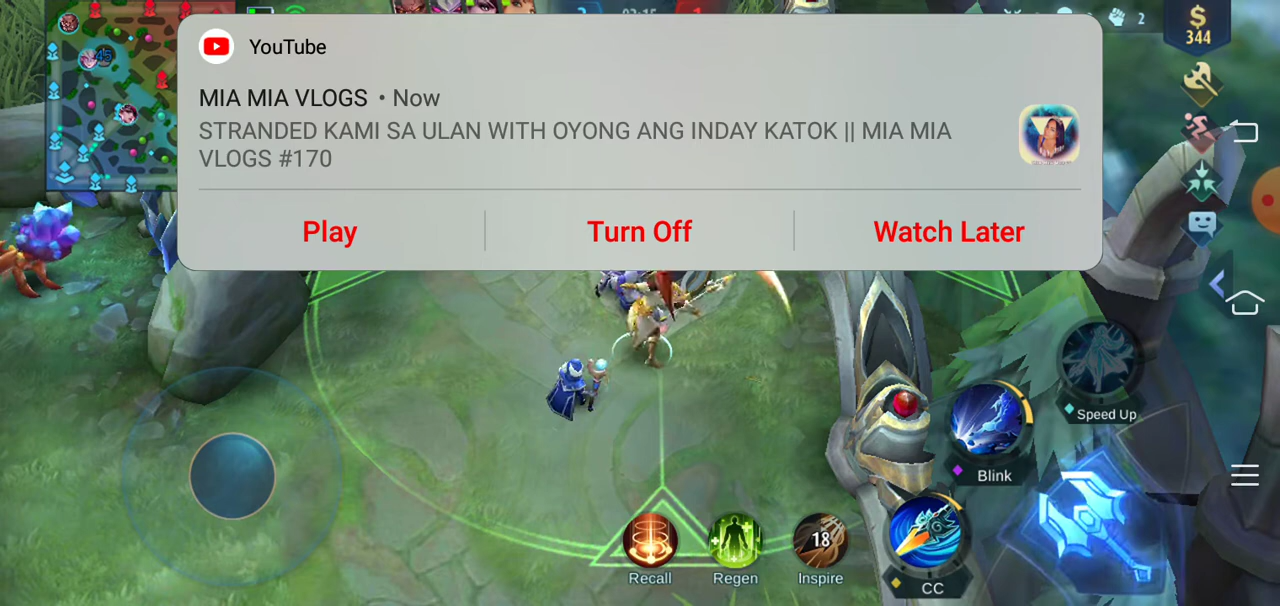 YouTube
MIA MIA VLOGS • Now
STRANDED KAMI SA ULAN WITH OYONG ANG INDAY KATOK || MIA MIA
VLOGS #170
Play Turn Off Watch Later
2
$
344
Speed Up
Blink
18
Recall Regen Inspire
CC